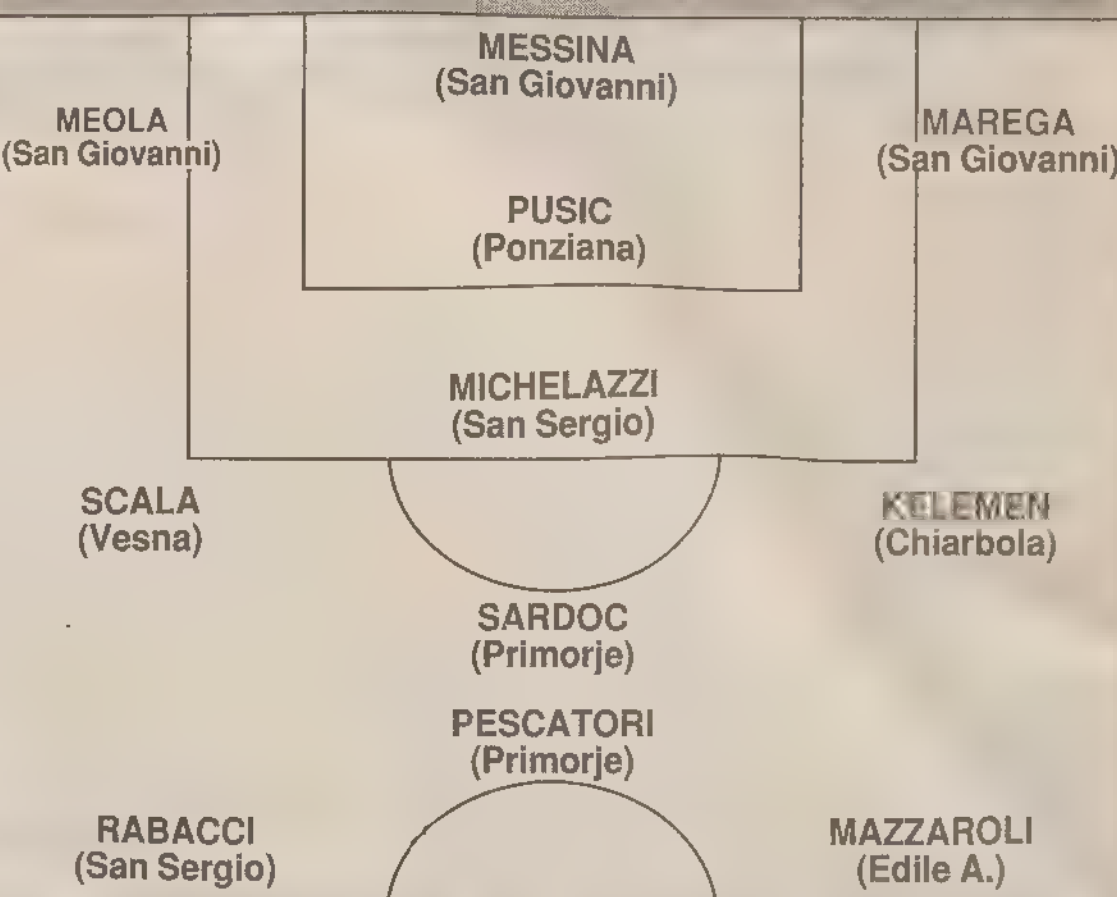 MESSINA
(San Giovanni)
MEOLA
(San Giovanni)
MAREGA
(San Giovanni)
PUSIC
(Ponziana)
MICHELAZZI
(San Sergio)
SCALA
(Vesna)
KELEMEN
(Chiarbola)
SARDOC
(Primorje)
PESCATORI
(Primorje)
RABACCI
(San Sergio)
MAZZAROLI
(Edile A.)